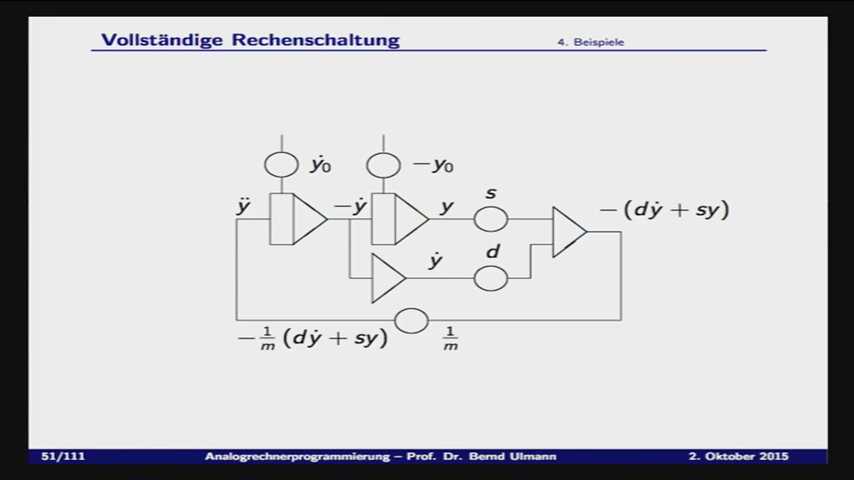 Vollständige Rechenschaltung
4. Beispiele
ẏ₀
−y₀
ÿ
−ẏ
y
s
−(dẏ + sy)
ẏ
d
−1/m (dẏ + sy)
1/m
51/111
Analogrechnerprogrammierung – Prof. Dr. Bernd Ulmann
2. Oktober 2015